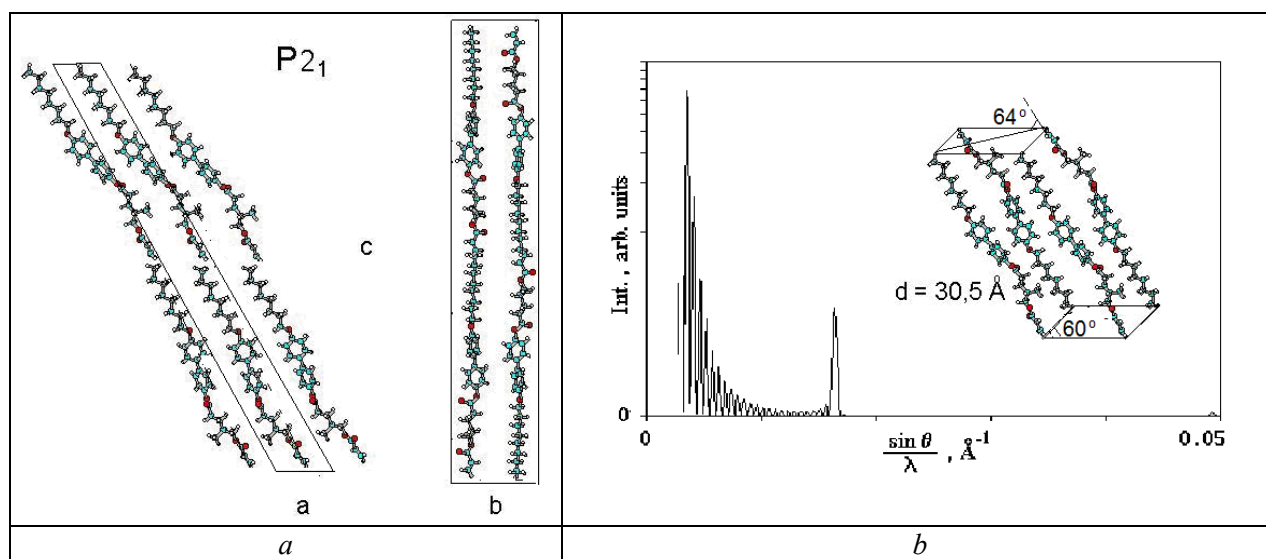 P2₁
c
a
b
Int., arb. units
0
0
sin θ
λ
, Å
-1
0.05
64°
60°
d = 30,5 Å
a
b